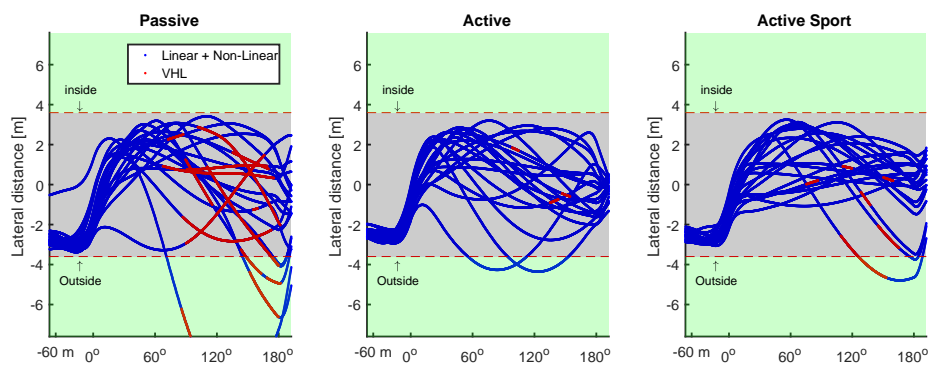 Passive
Lateral distance [m]
6
4
2
0
-2
-4
-6
Linear + Non-Linear
VHL
inside
↓
↑
Outside
-60 m 0° 60° 120° 180°
Active
Lateral distance [m]
6
4
2
0
-2
-4
-6
inside
↓
↑
Outside
-60 m 0° 60° 120° 180°
Active Sport
Lateral distance [m]
6
4
2
0
-2
-4
-6
inside
↓
↑
Outside
-60 m 0° 60° 120° 180°